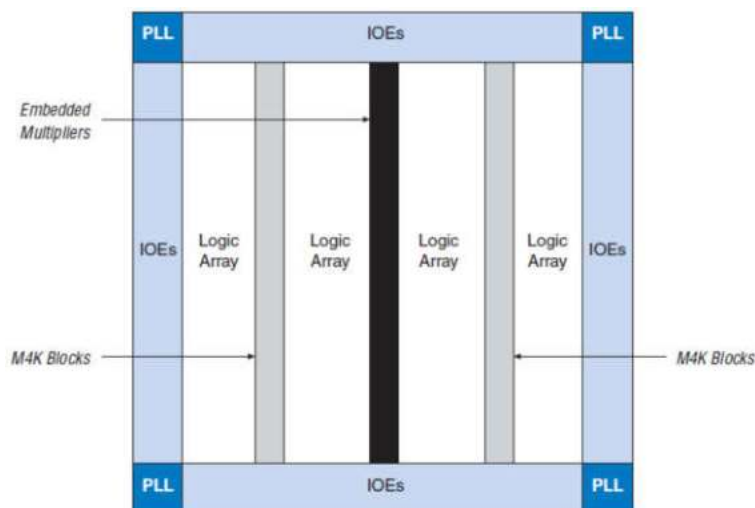 PLL
IOEs
PLL
Embedded
Multipliers
IOEs
Logic
Array
Logic
Array
Logic
Array
Logic
Array
IOEs
M4K Blocks
M4K Blocks
PLL
IOEs
PLL